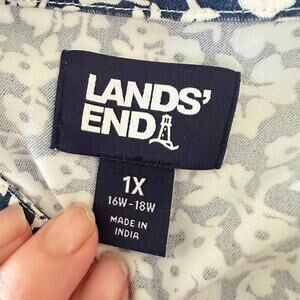 LANDS'
END
1X
16W-18W
MADE IN
INDIA